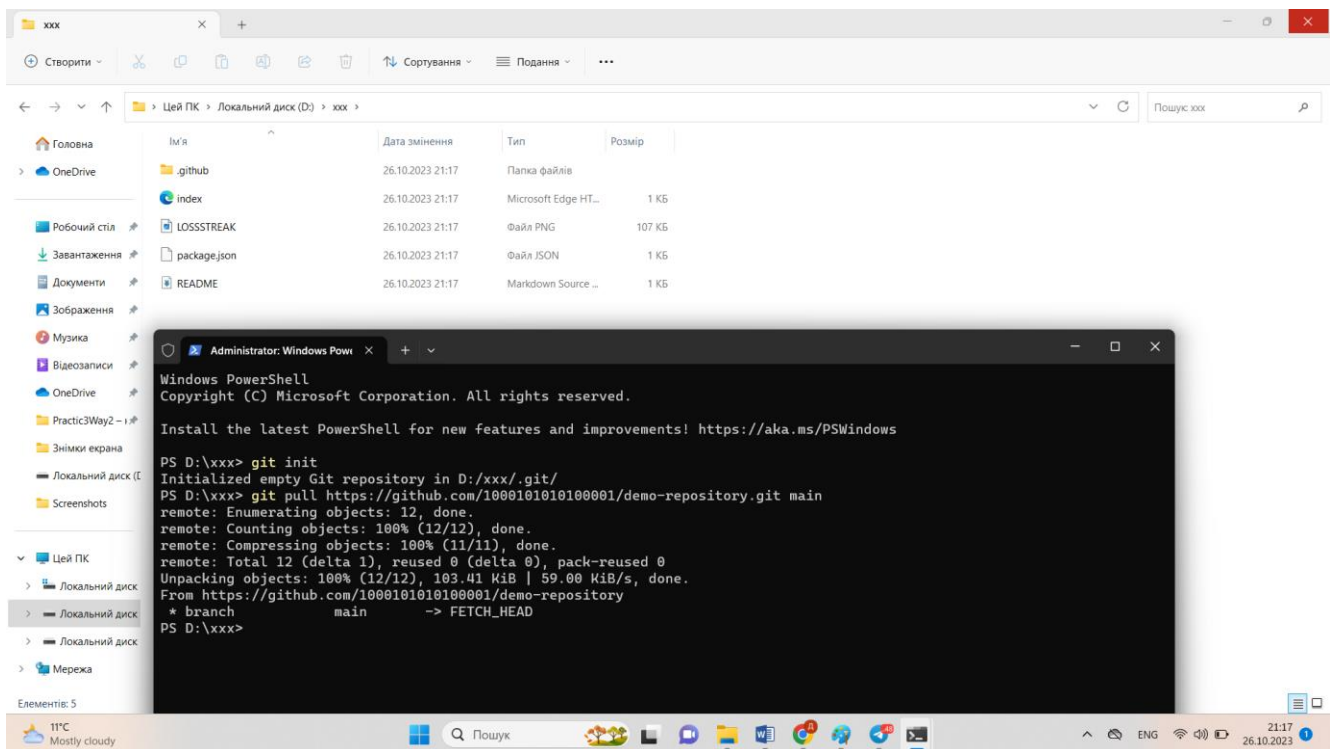 xxx
Створити
Сортування
Подання
Цей ПК > Локальний диск (D:) > xxx >
Пошук: xxx
Ім'я Дата змінення Тип Розмір
Головна
OneDrive
.github 26.10.2023 21:17 Папка файлів
index 26.10.2023 21:17 Microsoft Edge HT... 1 КБ
Робочий стіл
LOSSSTREAK 26.10.2023 21:17 Файл PNG 107 КБ
Завантаження
package.json 26.10.2023 21:17 Файл JSON 1 КБ
Документи
README 26.10.2023 21:17 Markdown Source ... 1 КБ
Зображення
Музика
Відеозаписи
OneDrive
Practic3Way2 –
Знімки екрана
Локальний диск (D
Screenshots
Цей ПК
Локальний диск
Локальний диск
Локальний диск
Мережа
Елементів: 5
Administrator: Windows Powe
Windows PowerShell
Copyright (C) Microsoft Corporation. All rights reserved.
Install the latest PowerShell for new features and improvements! https://aka.ms/PSWindows
PS D:\xxx> git init
Initialized empty Git repository in D:/xxx/.git/
PS D:\xxx> git pull https://github.com/1000101010100001/demo-repository.git main
remote: Enumerating objects: 12, done.
remote: Counting objects: 100% (12/12), done.
remote: Compressing objects: 100% (11/11), done.
remote: Total 12 (delta 1), reused 0 (delta 0), pack-reused 0
Unpacking objects: 100% (12/12), 103.41 KiB | 59.00 KiB/s, done.
From https://github.com/1000101010100001/demo-repository
* branch main -> FETCH_HEAD
PS D:\xxx>
11°C
Mostly cloudy
Пошук
ENG
21:17
26.10.2023
1